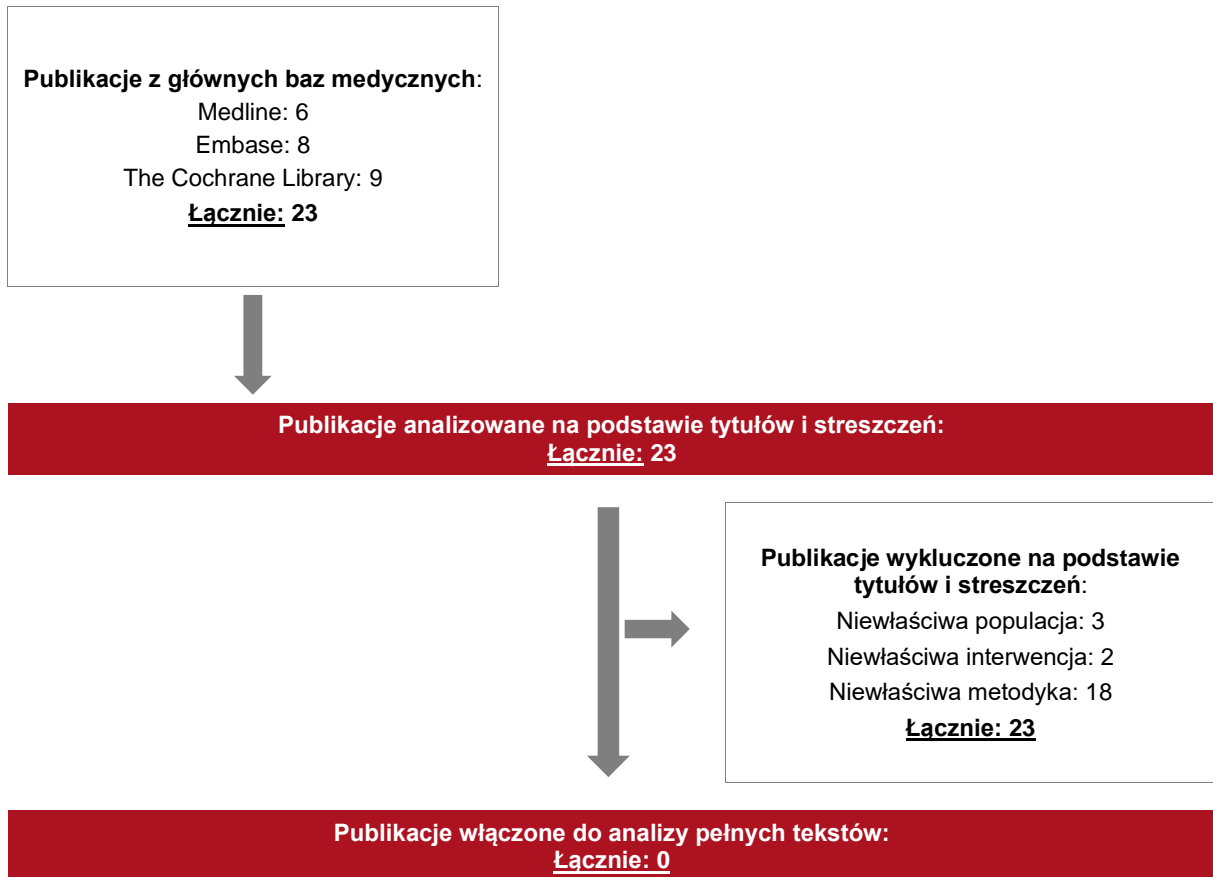 Publikacje z głównych baz medycznych:
Medline: 6
Embase: 8
The Cochrane Library: 9
Łącznie: 23
Publikacje analizowane na podstawie tytułów i streszczeń:
Łącznie: 23
Publikacje wykluczone na podstawie
tytułów i streszczeń:
Niewłaściwa populacja: 3
Niewłaściwa interwencja: 2
Niewłaściwa metodyka: 18
Łącznie: 23
Publikacje włączone do analizy pełnych tekstów:
Łącznie: 0